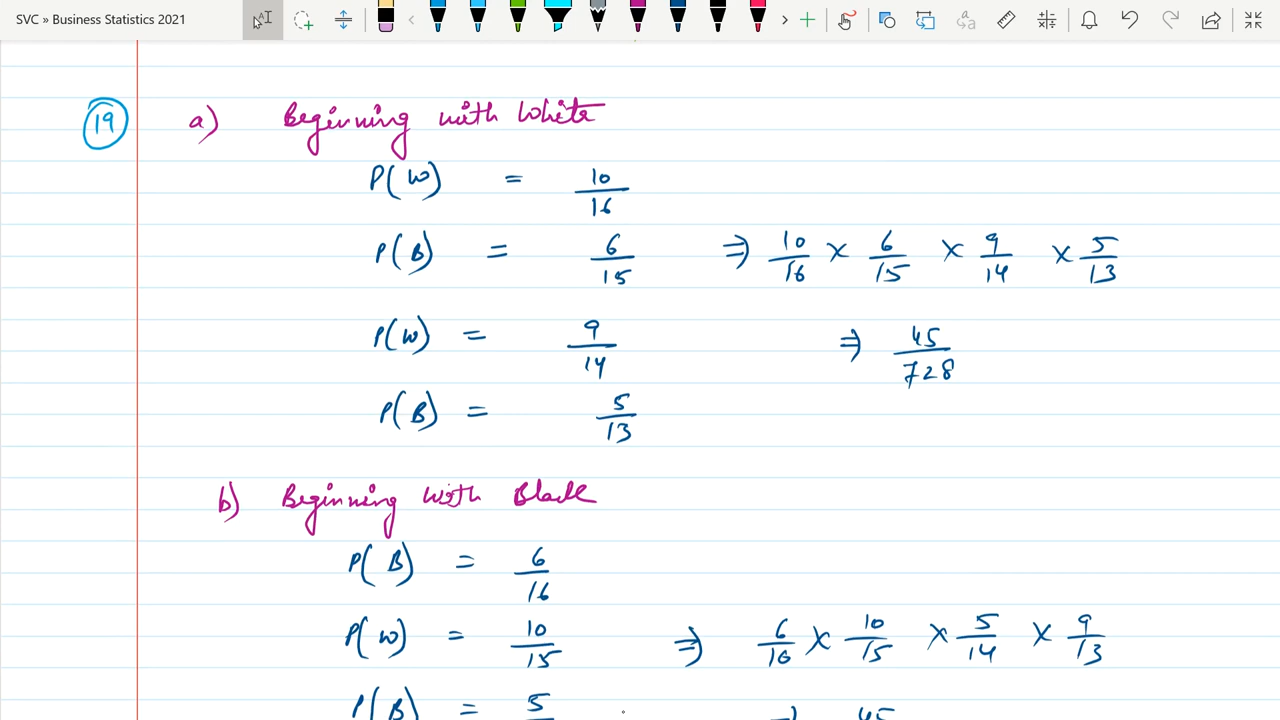 SVC » Business Statistics 2021
19 a) Beginning with White
P(W) = 10/16
P(B) = 6/15 ⇒ 10/16 × 6/15 × 9/14 × 5/13
P(W) = 9/14 ⇒ 45/728
P(B) = 5/13
b) Beginning with Black
P(B) = 6/16
P(W) = 10/15 ⇒ 6/16 × 10/15 × 5/14 × 9/13
P(B) = 5 ⇒ 45